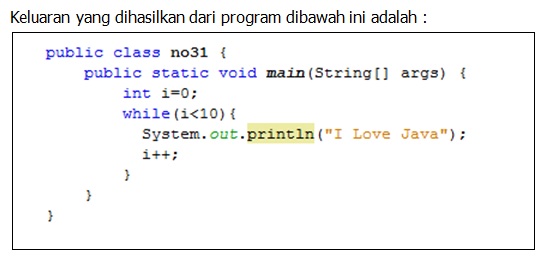 Keluaran yang dihasilkan dari program dibawah ini adalah :
public class no31 {
public static void main(String[] args) {
int i=0;
while(i<10){
System.out.println("I Love Java");
i++;
}
}
}